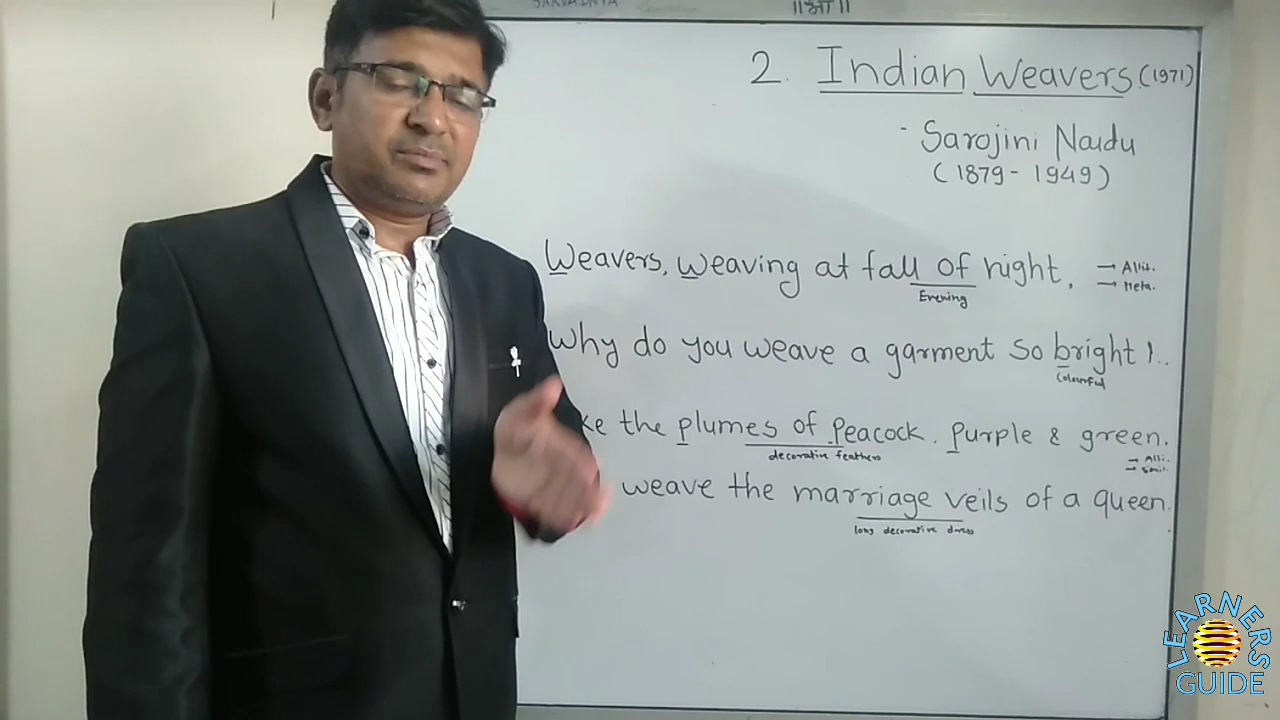 ॥ओ॥
2. Indian Weavers (1971)
- Sarojini Naidu
(1879 - 1949)
Weavers, weaving at fall of night, → Allit.
Evening → Meta.
Why do you weave a garment so bright!..
Colourful
ke the plumes of Peacock. Purple & green.
decorative feathers → Alli.
weave the marriage veils of a queen.
long decorative dress
LEARNERS
GUIDE